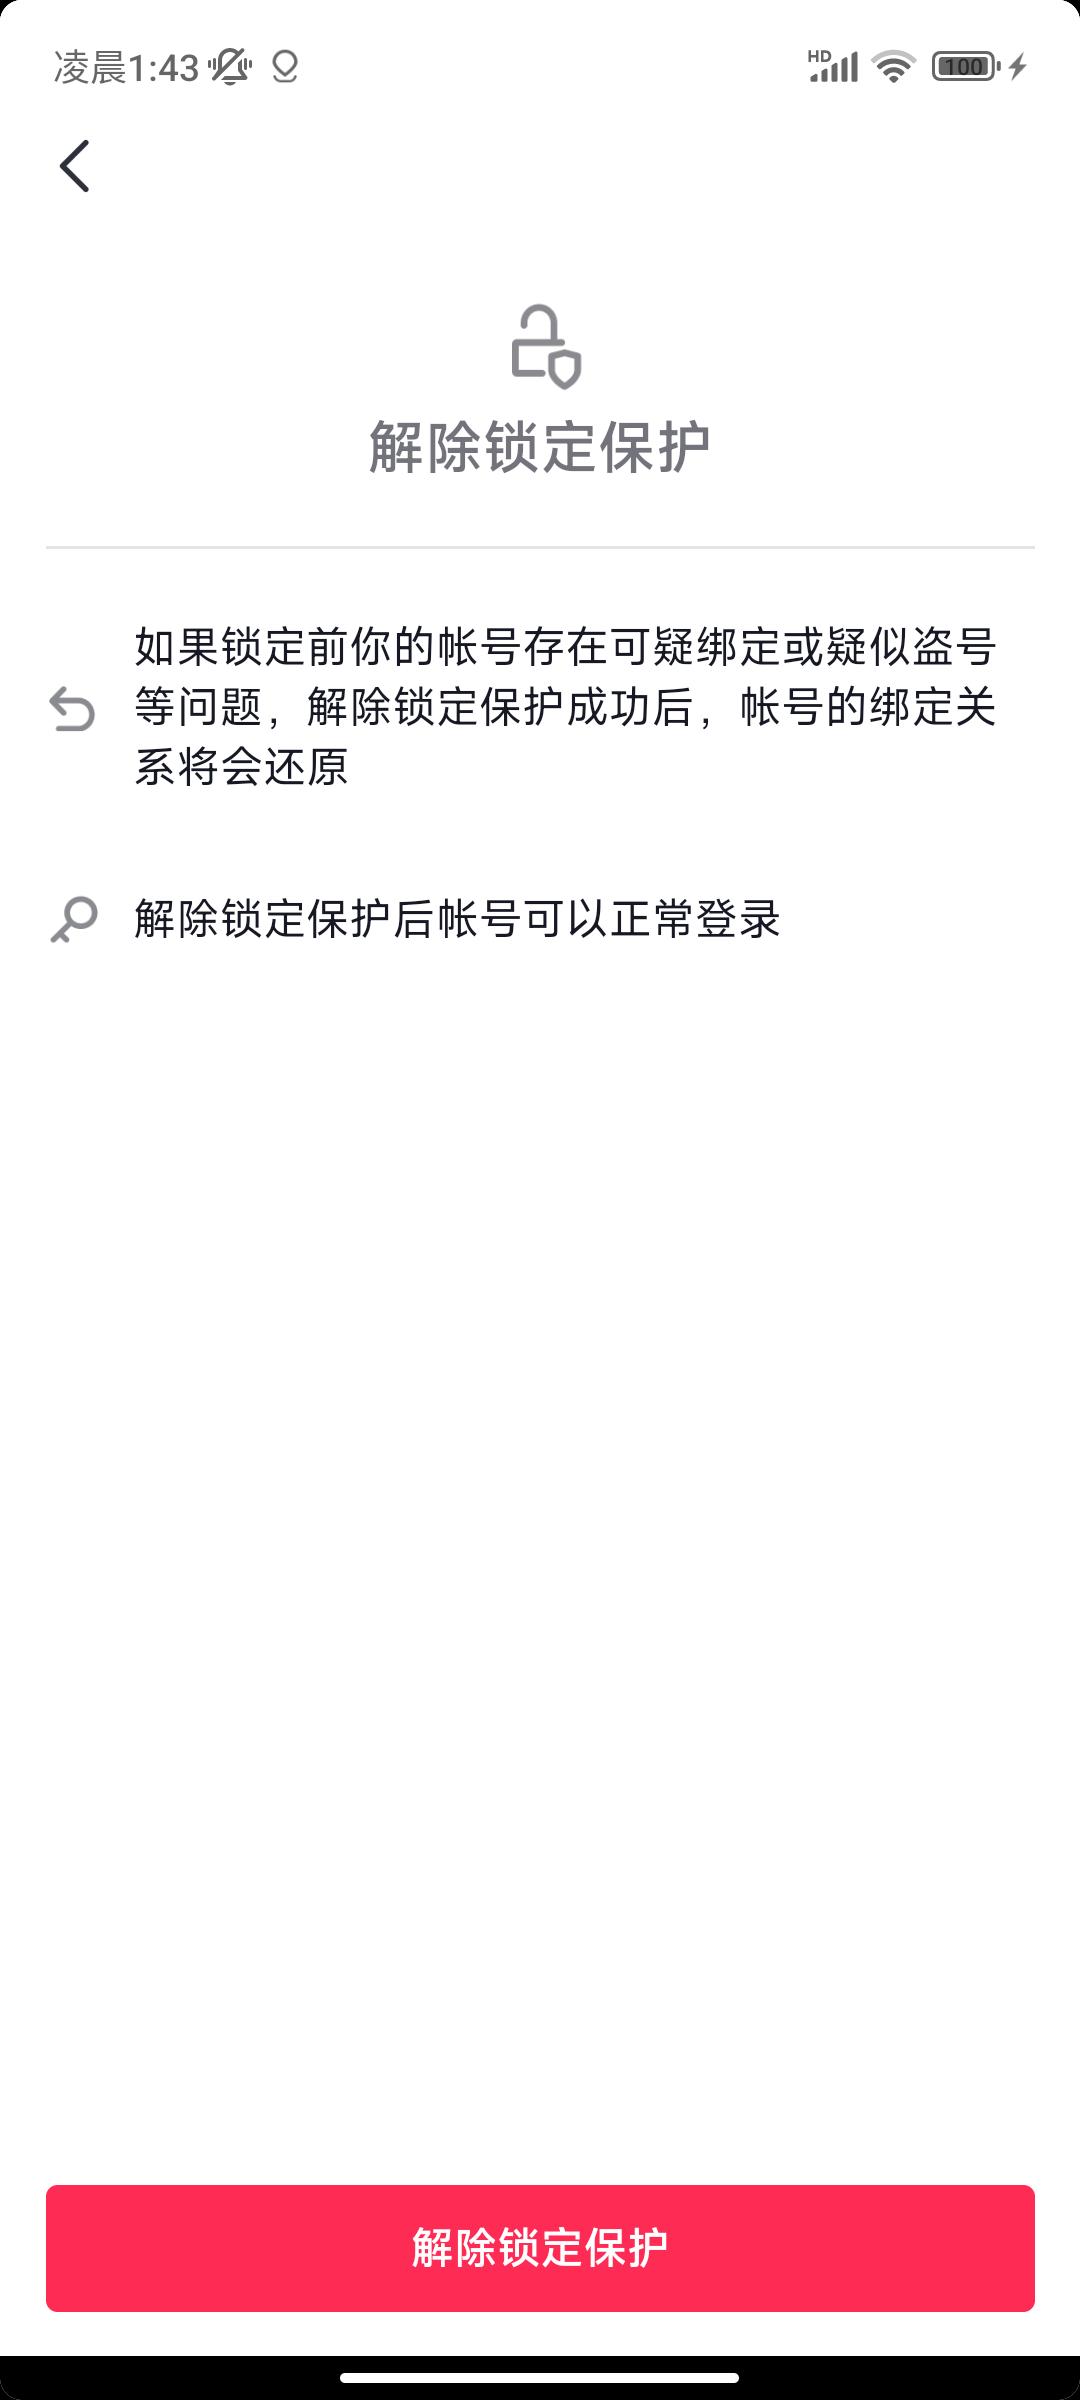 凌晨1:43
HD
100
解除锁定保护
如果锁定前你的帐号存在可疑绑定或疑似盗号
等问题，解除锁定保护成功后，帐号的绑定关
系将会还原
解除锁定保护后帐号可以正常登录
解除锁定保护